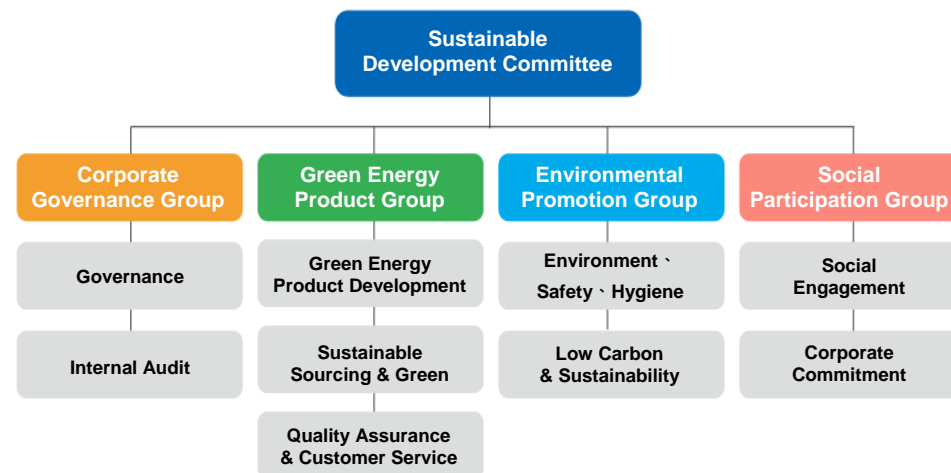 Sustainable
Development Committee
Corporate
Governance Group
Green Energy
Product Group
Environmental
Promotion Group
Social
Participation Group
Governance
Green Energy
Product Development
Environment、
Safety、Hygiene
Social
Engagement
Internal Audit
Sustainable
Sourcing & Green
Low Carbon
& Sustainability
Corporate
Commitment
Quality Assurance
& Customer Service